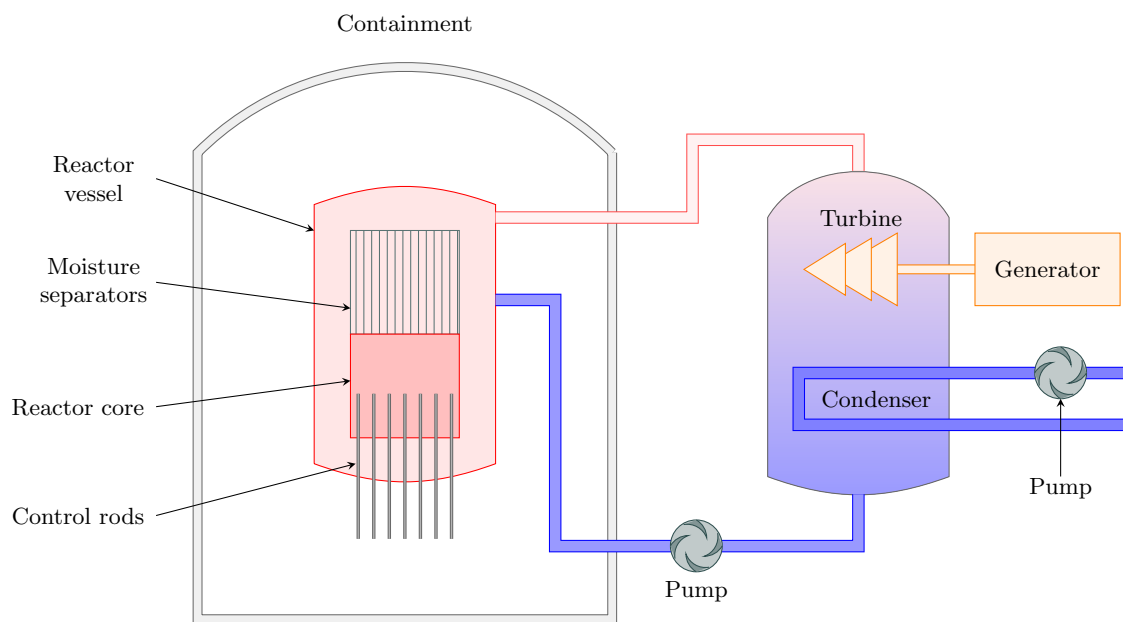 Containment
Reactor
vessel
Moisture
separators
Reactor core
Control rods
Turbine
Generator
Condenser
Pump
Pump